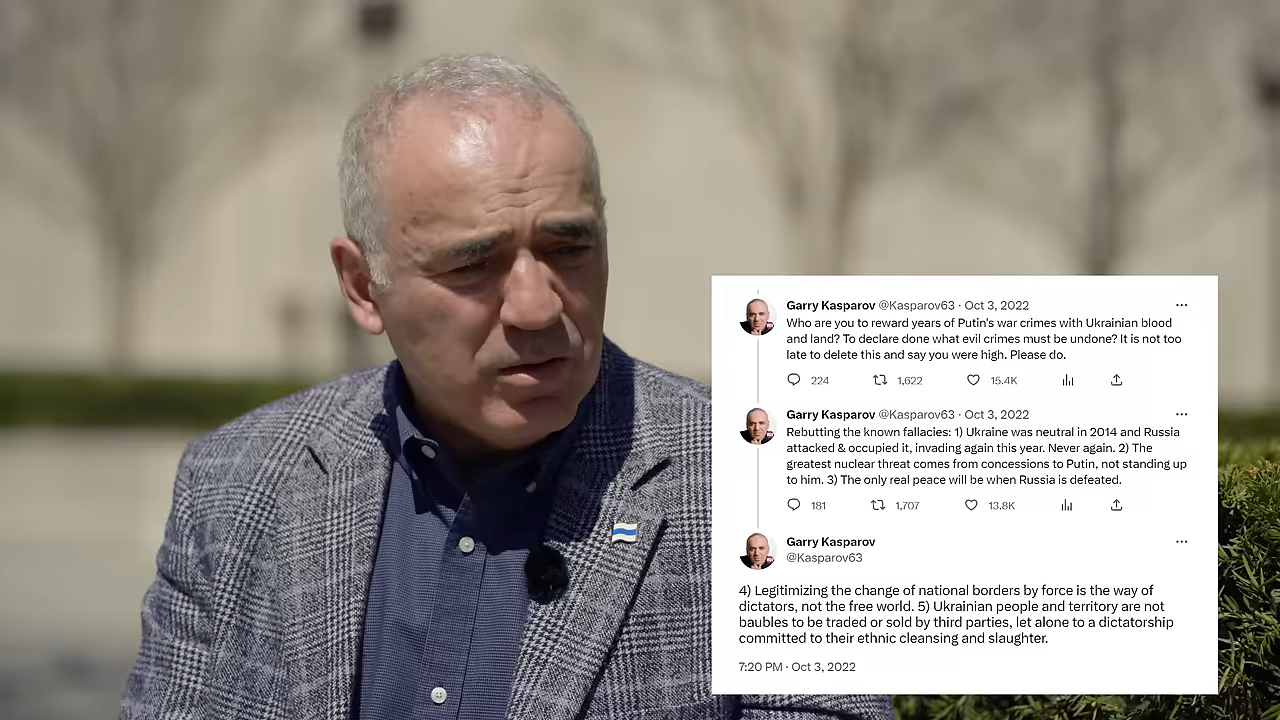 Garry Kasparov @Kasparov63 · Oct 3, 2022
Who are you to reward years of Putin's war crimes with Ukrainian blood
and land? To declare done what evil crimes must be undone? It is not too
late to delete this and say you were high. Please do.
224 1,622 15.4K
Garry Kasparov @Kasparov63 · Oct 3, 2022
Rebutting the known fallacies: 1) Ukraine was neutral in 2014 and Russia
attacked & occupied it, invading again this year. Never again. 2) The
greatest nuclear threat comes from concessions to Putin, not standing up
to him. 3) The only real peace will be when Russia is defeated.
181 1,707 13.8K
Garry Kasparov
@Kasparov63
4) Legitimizing the change of national borders by force is the way of
dictators, not the free world. 5) Ukrainian people and territory are not
baubles to be traded or sold by third parties, let alone to a dictatorship
committed to their ethnic cleansing and slaughter.
7:20 PM · Oct 3, 2022